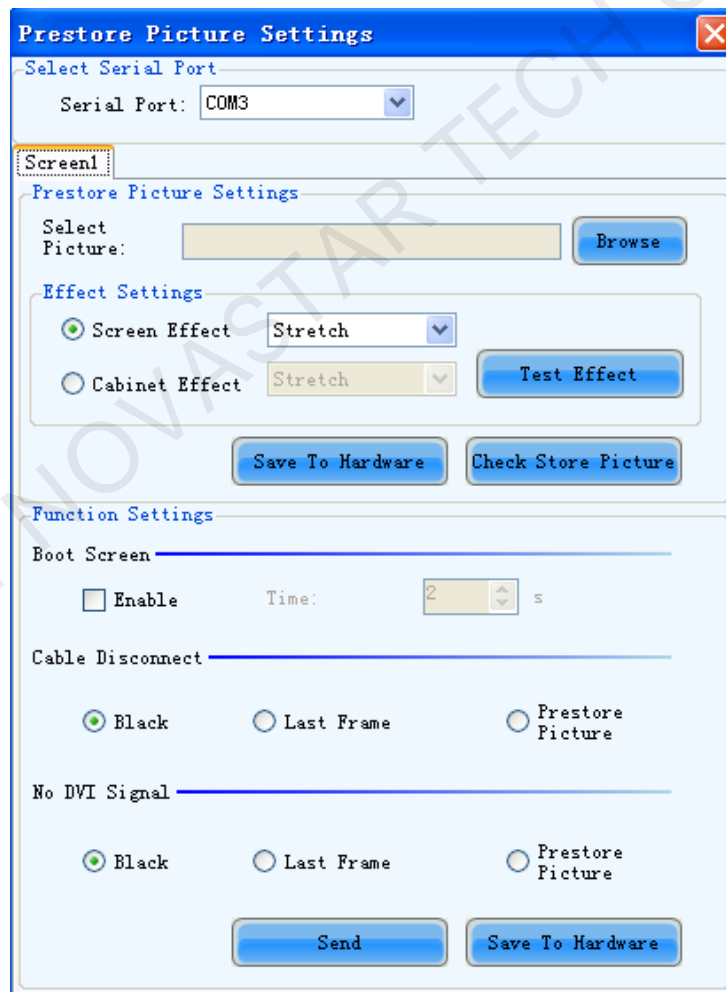 Prestore Picture Settings
Select Serial Port
Serial Port: COM3
Screen1
Prestore Picture Settings
Select
Picture:
Browse
Effect Settings
Screen Effect Stretch
Cabinet Effect Stretch
Test Effect
Save To Hardware Check Store Picture
Function Settings
Boot Screen
Enable Time: 2 s
Cable Disconnect
Black Last Frame Prestore
Picture
No DVI Signal
Black Last Frame Prestore
Picture
Send Save To Hardware
NOVASTAR TECH